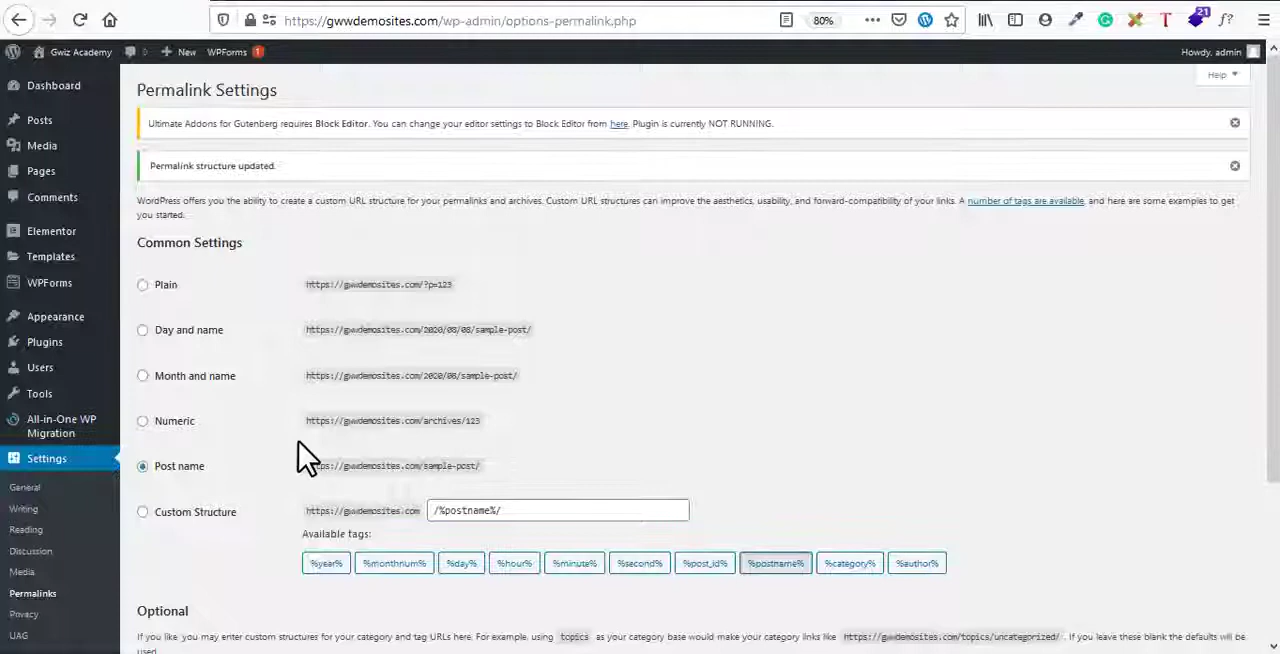 https://gwwdemosites.com/wp-admin/options-permalink.php
80%
21
Gwiz Academy
New
WPForms 1
Howdy, admin
Dashboard
Posts
Media
Pages
Comments
Elementor
Templates
WPForms
Appearance
Plugins
Users
Tools
All-in-One WP
Migration
Settings
General
Writing
Reading
Discussion
Media
Permalinks
Privacy
UAG
Help
Permalink Settings
Ultimate Addons for Gutenberg requires Block Editor. You can change your editor settings to Block Editor from here. Plugin is currently NOT RUNNING.
Permalink structure updated.
WordPress offers you the ability to create a custom URL structure for your permalinks and archives. Custom URL structures can improve the aesthetics, usability, and forward-compatibility of your links. A number of tags are available, and here are some examples to get
you started.
Common Settings
Plain https://gwwdemosites.com/?p=123
Day and name https://gwwdemosites.com/2020/08/08/sample-post/
Month and name https://gwwdemosites.com/2020/08/sample-post/
Numeric https://gwwdemosites.com/archives/123
Post name ://gwwdemosites.com/sample-post/
Custom Structure https://gwwdemosites.com /%postname%/
Available tags:
%year% %monthnum% %day% %hour% %minute% %second% %post_id% %postname% %category% %author%
Optional
If you like, you may enter custom structures for your category and tag URLs here. For example, using topics as your category base would make your category links like https://gwwdemosites.com/topics/uncategorized/ . If you leave these blank the defaults will be
used.